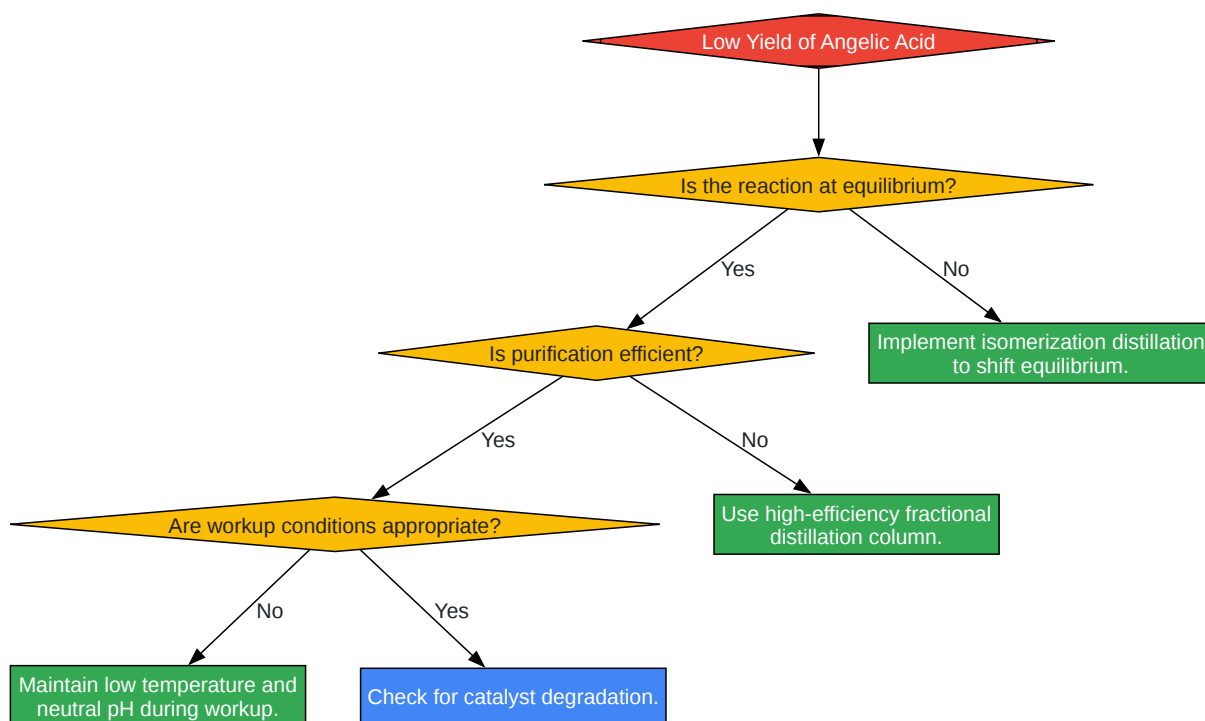 Low Yield of Angelic Acid
Is the reaction at equilibrium?
Yes
No
Is purification efficient?
Implement isomerization distillation
to shift equilibrium.
Yes
No
Are workup conditions appropriate?
Use high-efficiency fractional
distillation column.
No
Yes
Maintain low temperature and
neutral pH during workup.
Check for catalyst degradation.